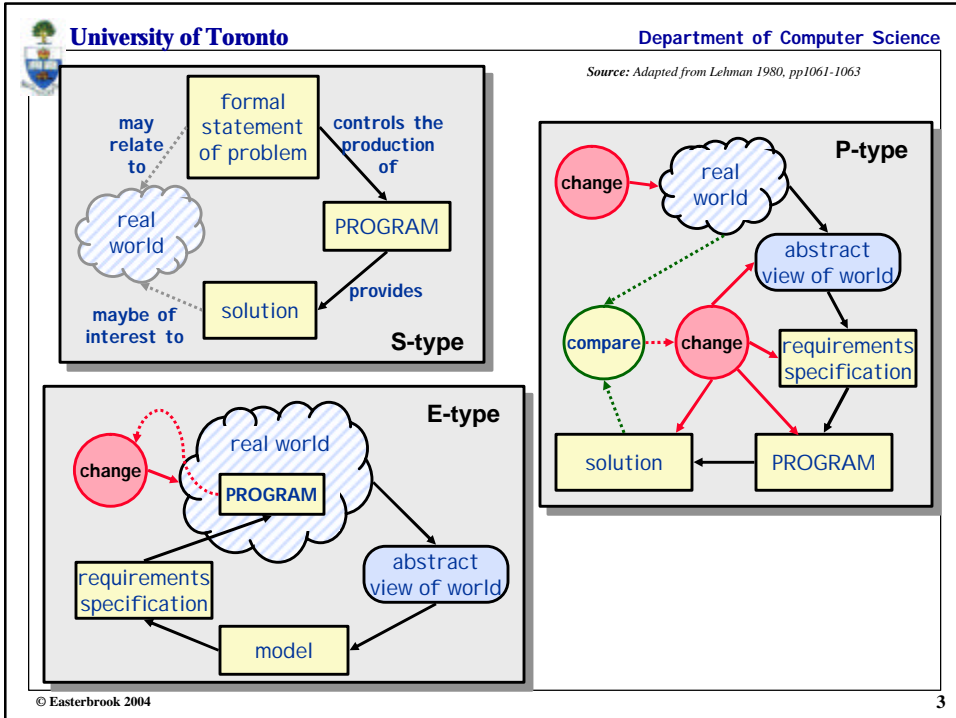 University of Toronto
Department of Computer Science
Source: Adapted from Lehman 1980, pp1061-1063
formal
statement
of problem
may
relate
to
controls the
production
of
real
world
PROGRAM
solution
provides
maybe of
interest to
S-type
P-type
change
real
world
abstract
view of world
compare
change
requirements
specification
solution
PROGRAM
E-type
real world
change
PROGRAM
abstract
view of world
requirements
specification
model
© Easterbrook 2004
3